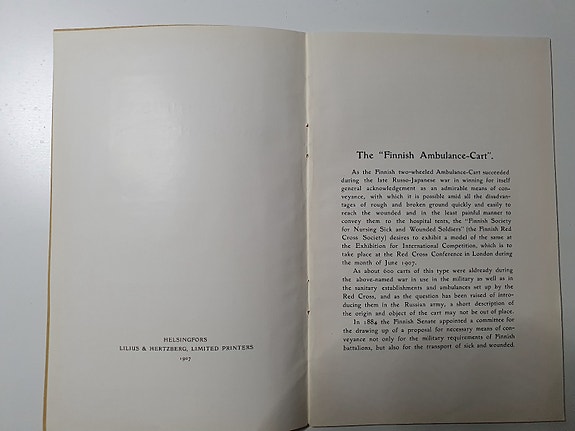 HELSINGFORS
LILIUS & HERTZBERG, LIMITED PRINTERS
1907
The "Finnish Ambulance-Cart".
As the Finnish two-wheeled Ambulance-Cart succeeded
during the late Russo-Japanese war in winning for itself
general acknowledgement as an admirable means of con-
veyance, with which it is possible amid all the disadvan-
tages of rough and broken ground quickly and easily to
reach the wounded and in the least painful manner to
convey them to the hospital tents, the "Finnish Society
for Nursing Sick and Wounded Soldiers" (the Finnish Red
Cross Society) desires to exhibit a model of the same at
the Exhibition for International Competition, which is to
take place at the Red Cross Conference in London during
the month of June 1907.
As about 600 carts of this type were aldready during
the above-named war in use in the military as well as in
the sanitary establishments and ambulances set up by the
Red Cross, and as the question has been raised of intro-
ducing them in the Russian army, a short description of
the origin and object of the cart may not be out of place.
In 1884 the Finnish Senate appointed a committee for
the drawing up of a proposal for necessary means of con-
veyance not only for the military requirements of Finnish
battalions, but also for the transport of sick and wounded.